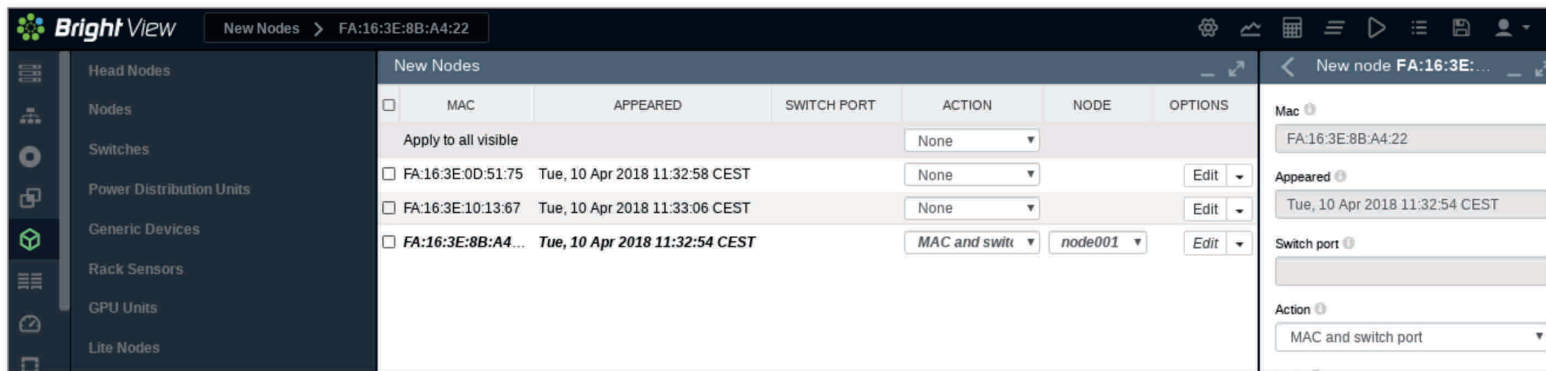 Bright View New Nodes > FA:16:3E:8B:A4:22
Head Nodes
Nodes
Switches
Power Distribution Units
Generic Devices
Rack Sensors
GPU Units
Lite Nodes
New Nodes
MAC APPEARED SWITCH PORT ACTION NODE OPTIONS
Apply to all visible None
FA:16:3E:0D:51:75 Tue, 10 Apr 2018 11:32:58 CEST None Edit
FA:16:3E:10:13:67 Tue, 10 Apr 2018 11:33:06 CEST None Edit
FA:16:3E:8B:A4... Tue, 10 Apr 2018 11:32:54 CEST MAC and switc node001 Edit
New node FA:16:3E:...
Mac
FA:16:3E:8B:A4:22
Appeared
Tue, 10 Apr 2018 11:32:54 CEST
Switch port
Action
MAC and switch port